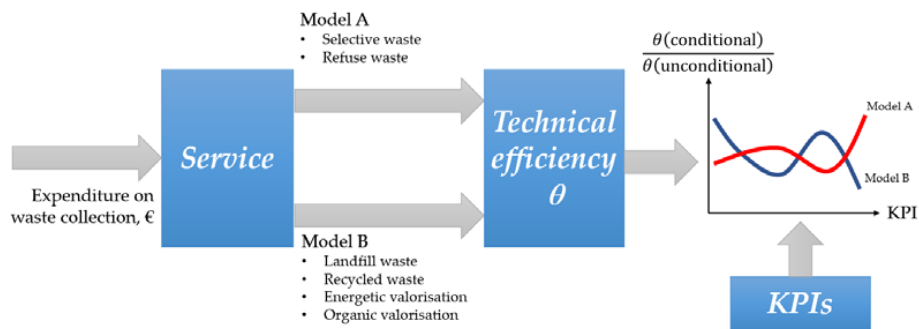 Model A
• Selective waste
• Refuse waste
Service
Expenditure on
waste collection, €
Model B
• Landfill waste
• Recycled waste
• Energetic valorisation
• Organic valorisation
Technical
efficiency
θ
θ(conditional)
θ(unconditional)
Model A
Model B
KPI
KPIs